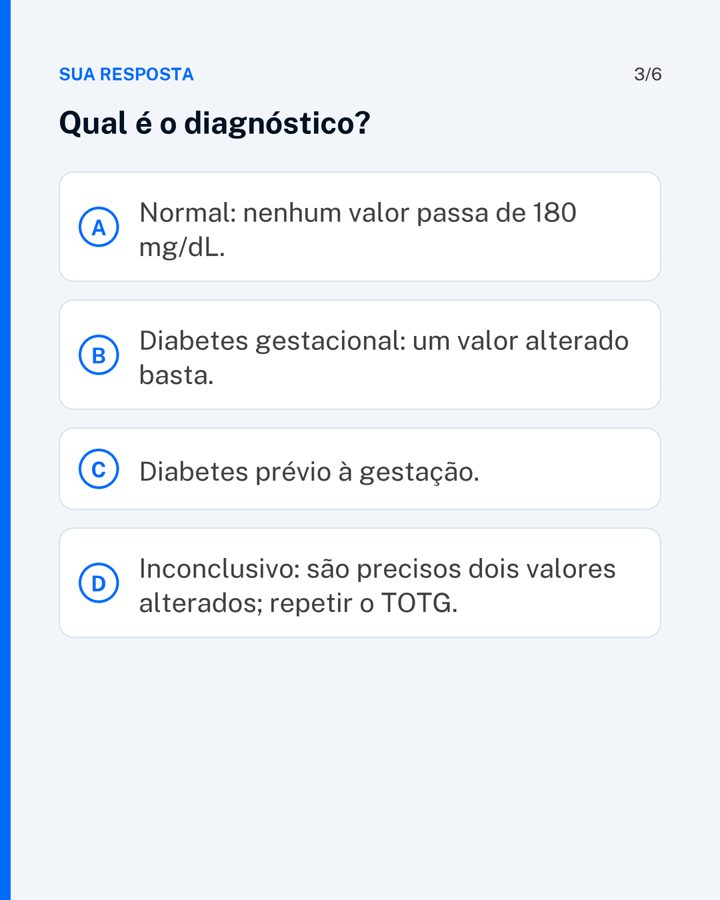 SUA RESPOSTA
3/6
Qual é o diagnóstico?
A
Normal: nenhum valor passa de 180
mg/dL.
B
Diabetes gestacional: um valor alterado
basta.
C
Diabetes prévio à gestação.
D
Inconclusivo: são precisos dois valores
alterados; repetir o TOTG.